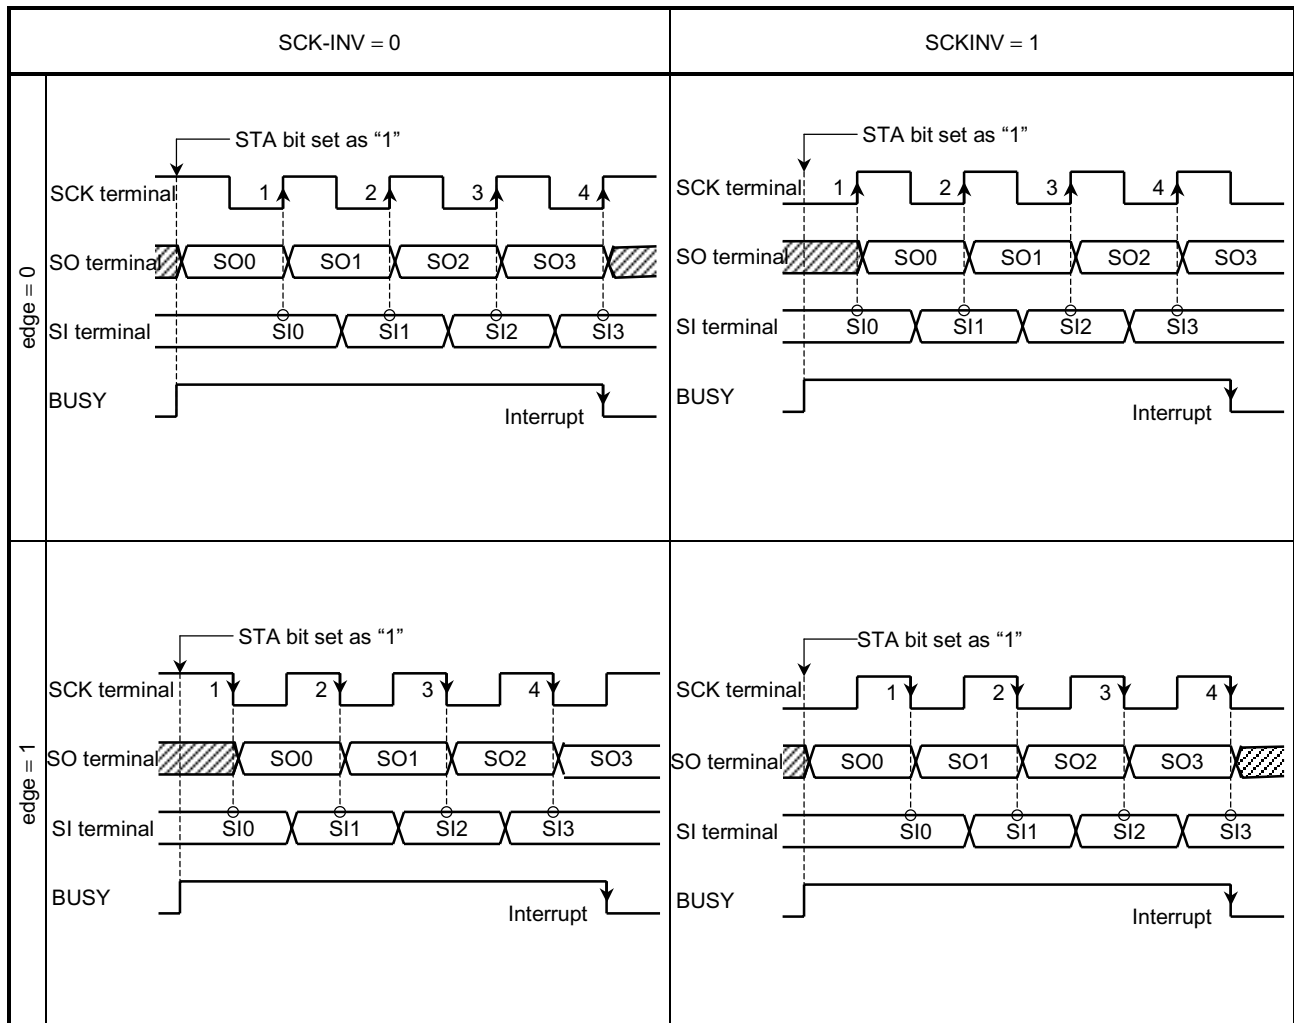 SCK-INV = 0
SCKINV = 1
edge = 0
STA bit set as “1”
SCK terminal 1 2 3 4
SO terminal SO0 SO1 SO2 SO3
SI terminal SI0 SI1 SI2 SI3
BUSY
Interrupt
STA bit set as “1”
SCK terminal 1 2 3 4
SO terminal SO0 SO1 SO2 SO3
SI terminal SI0 SI1 SI2 SI3
BUSY
Interrupt
edge = 1
STA bit set as “1”
SCK terminal 1 2 3 4
SO terminal SO0 SO1 SO2 SO3
SI terminal SI0 SI1 SI2 SI3
BUSY
Interrupt
STA bit set as “1”
SCK terminal 1 2 3 4
SO terminal SO0 SO1 SO2 SO3
SI terminal SI0 SI1 SI2 SI3
BUSY
Interrupt